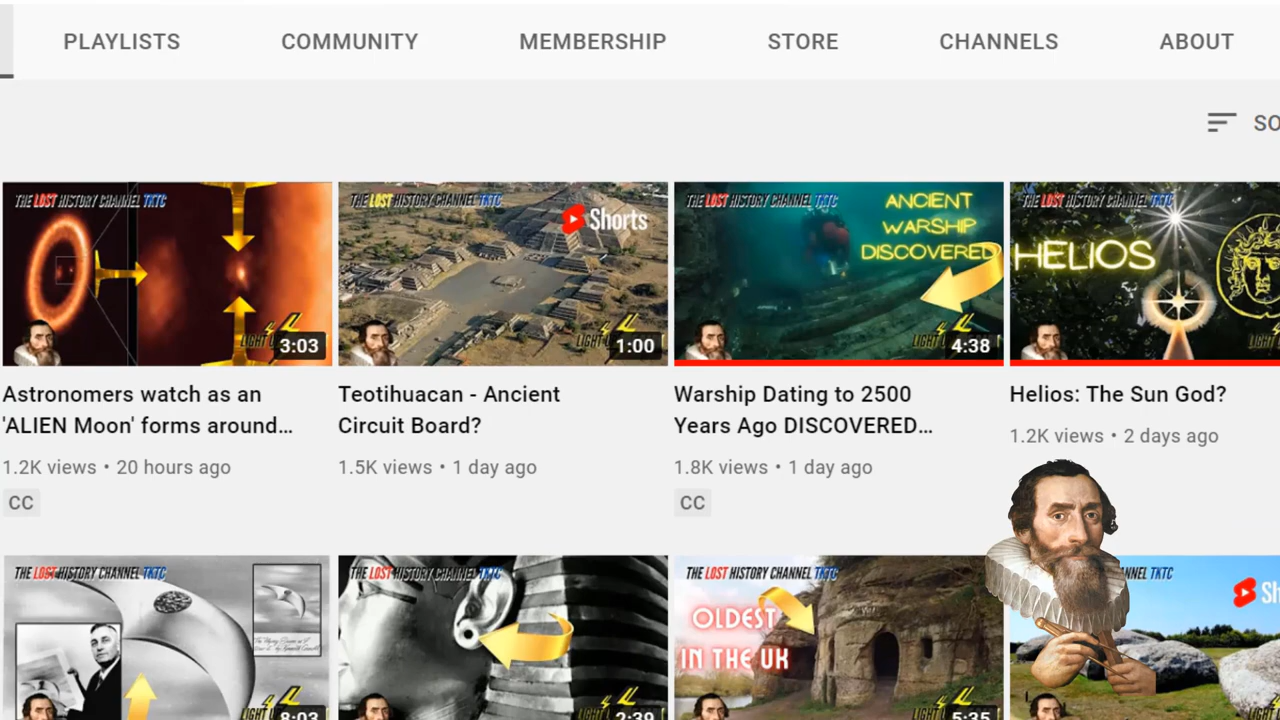 PLAYLISTS COMMUNITY MEMBERSHIP STORE CHANNELS ABOUT
SO
THE LOST HISTORY CHANNEL TKTC
3:03
THE LOST HISTORY CHANNEL TKTC
Shorts
1:00
THE LOST HISTORY CHANNEL TKTC
ANCIENT
WARSHIP
DISCOVERED
4:38
THE LOST HISTORY CHANNEL TKTC
HELIOS
LIGHT
Astronomers watch as an
'ALIEN Moon' forms around...
1.2K views • 20 hours ago
CC
Teotihuacan - Ancient
Circuit Board?
1.5K views • 1 day ago
Warship Dating to 2500
Years Ago DISCOVERED...
1.8K views • 1 day ago
CC
Helios: The Sun God?
1.2K views • 2 days ago
THE LOST HISTORY CHANNEL TKTC
8:03
THE LOST HISTORY CHANNEL TKTC
2:39
THE LOST HISTORY CHANNEL TKTC
OLDEST
IN THE UK
5:35
NNEL TKTC
Sh